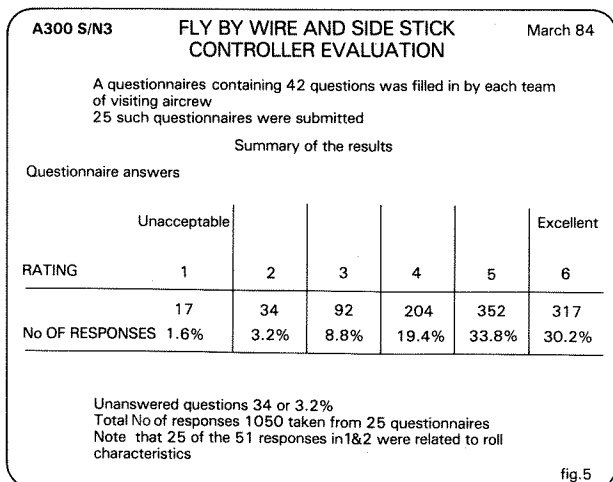 A300 S/N3 FLY BY WIRE AND SIDE STICK March 84
CONTROLLER EVALUATION
A questionnaires containing 42 questions was filled in by each team
of visiting aircrew
25 such questionnaires were submitted
Summary of the results
Questionnaire answers
Unacceptable Excellent
RATING 1 2 3 4 5 6
17 34 92 204 352 317
No OF RESPONSES 1.6% 3.2% 8.8% 19.4% 33.8% 30.2%
Unanswered questions 34 or 3.2%
Total No of responses 1050 taken from 25 questionnaires
Note that 25 of the 51 responses in1&2 were related to roll
characteristics
fig.5